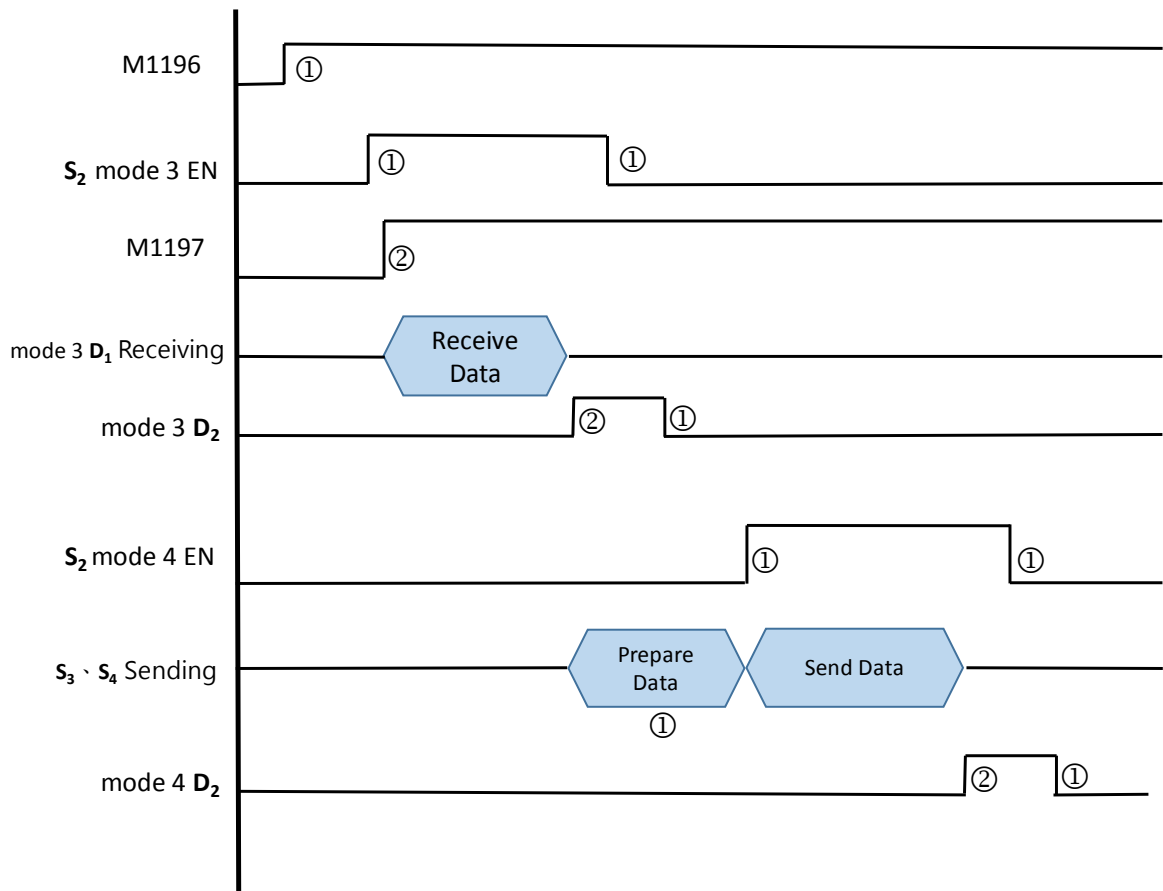 M1196
①
S₂ mode 3 EN
① ①
M1197
②
mode 3 D₁ Receiving
Receive
Data
mode 3 D₂
② ①
S₂ mode 4 EN
① ①
S₃、S₄ Sending
Prepare
Data
Send Data
①
mode 4 D₂
② ①